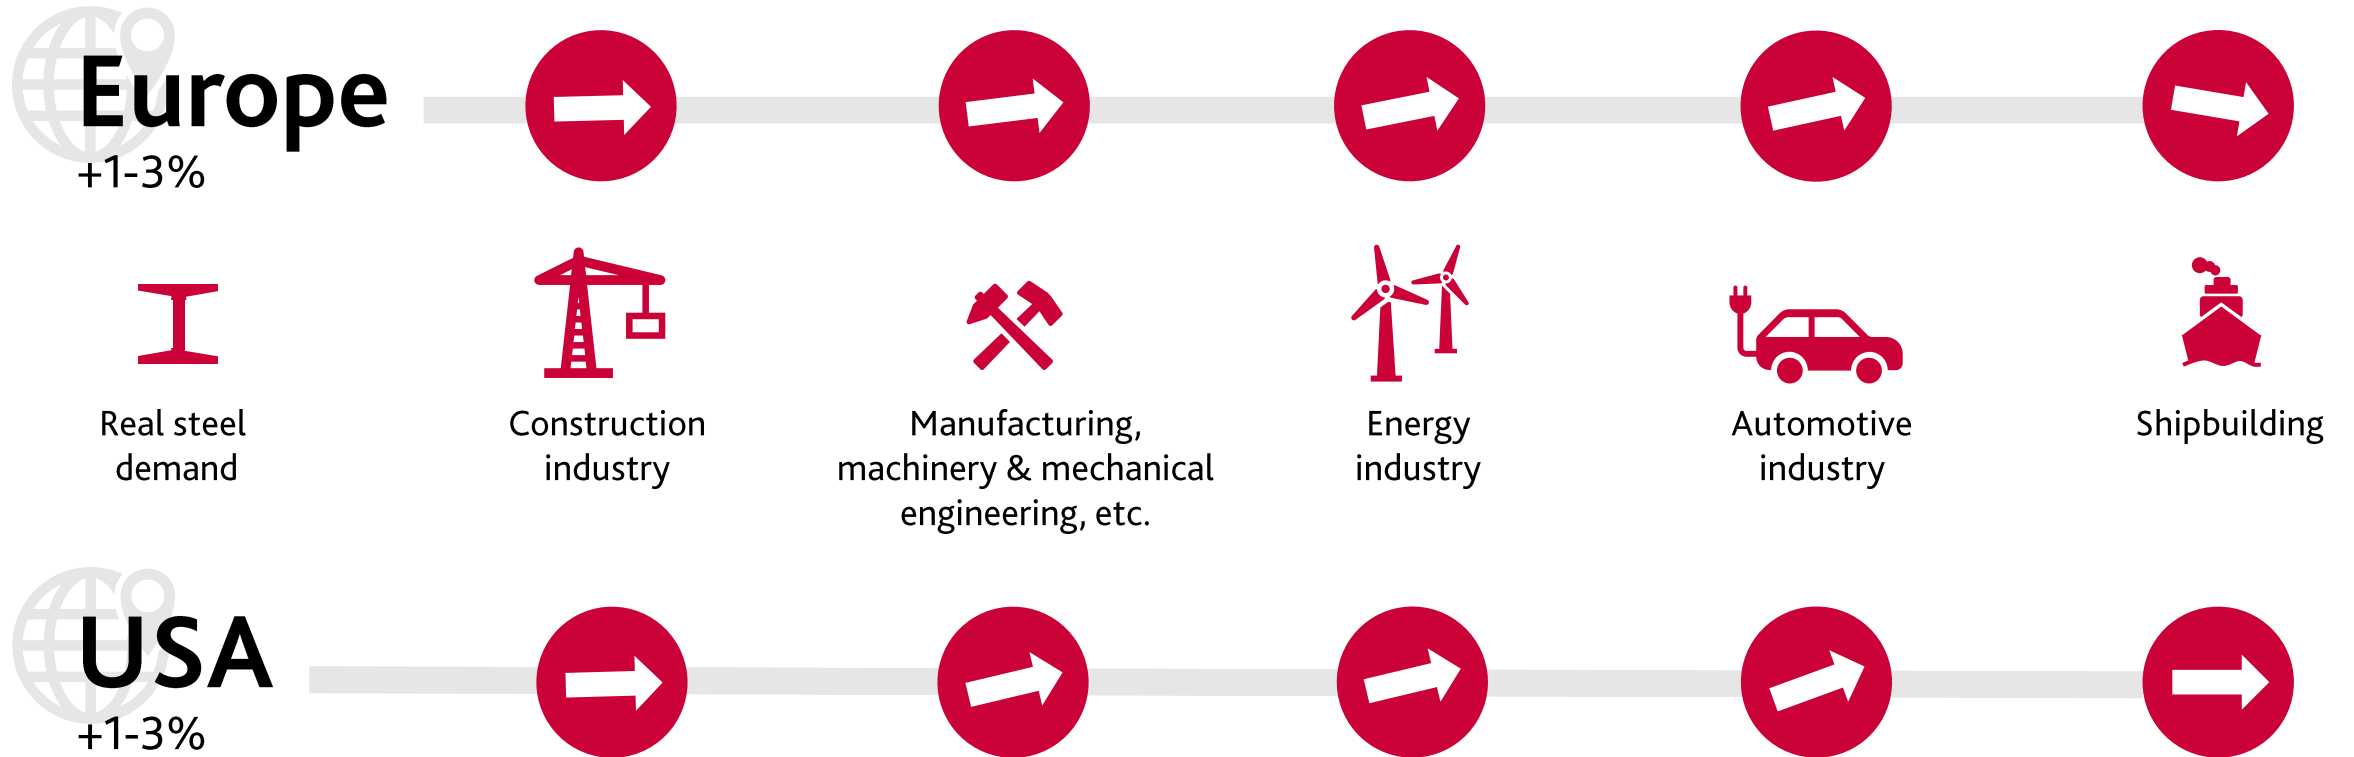 Europe
+1-3%
Real steel
demand
Construction
industry
Manufacturing,
machinery & mechanical
engineering, etc.
Energy
industry
Automotive
industry
Shipbuilding
USA
+1-3%